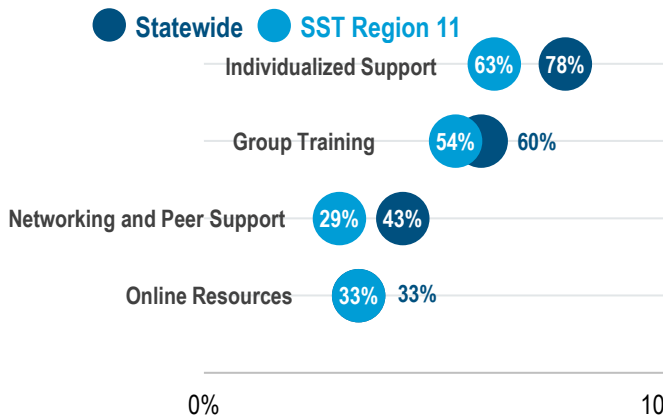 Statewide SST Region 11
Individualized Support 63% 78%
Group Training 54% 60%
Networking and Peer Support 29% 43%
Online Resources 33% 33%
0% 10